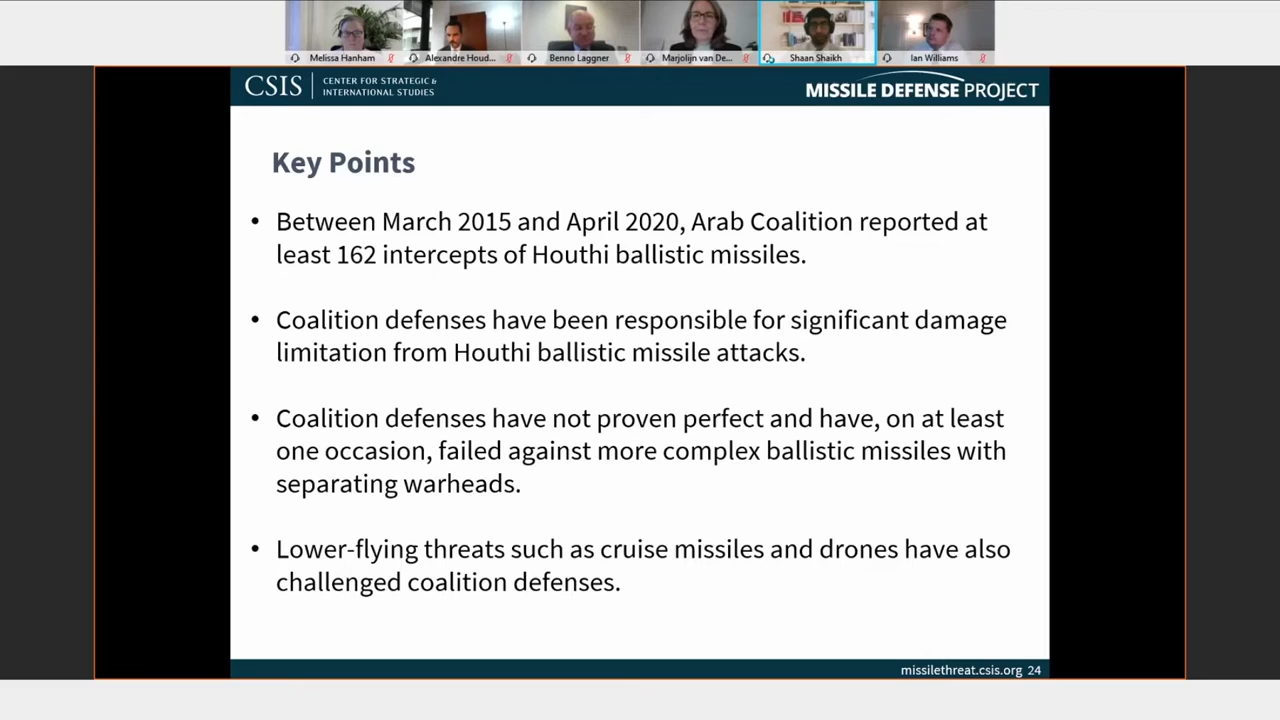 Melissa Hanham
Alexandre Houd...
Benno Laggner
Marjolijn van De...
Shaan Shaikh
Ian Williams
CSIS
CENTER FOR STRATEGIC &
INTERNATIONAL STUDIES
MISSILE DEFENSE PROJECT
Key Points
• Between March 2015 and April 2020, Arab Coalition reported at
least 162 intercepts of Houthi ballistic missiles.
• Coalition defenses have been responsible for significant damage
limitation from Houthi ballistic missile attacks.
• Coalition defenses have not proven perfect and have, on at least
one occasion, failed against more complex ballistic missiles with
separating warheads.
• Lower-flying threats such as cruise missiles and drones have also
challenged coalition defenses.
missilethreat.csis.org 24